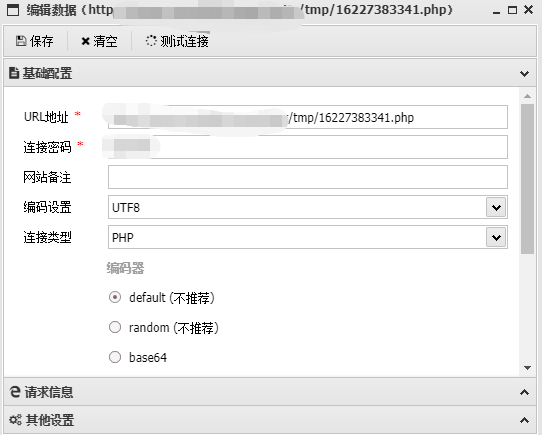 编辑数据 (http /tmp/16227383341.php)
保存 清空 测试连接
基础配置
URL地址 * /tmp/16227383341.php
连接密码 *
网站备注
编码设置 UTF8
连接类型 PHP
编码器
default (不推荐)
random (不推荐)
base64
请求信息
其他设置